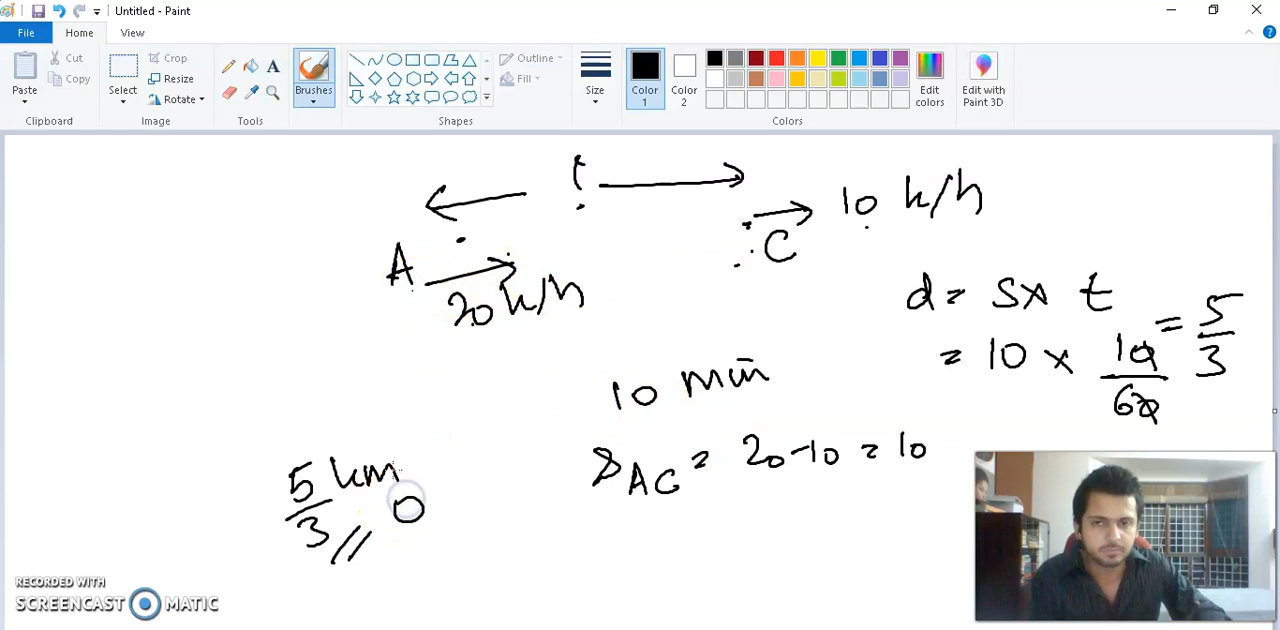 Untitled - Paint
File Home View
Paste Cut Copy
Clipboard
Select Crop Resize Rotate
Image
Tools
Brushes
Shapes
Outline Fill
Size
Color 1
Color 2
Colors
Edit colors
Edit with Paint 3D
A
20 k/h
C
10 k/h
d = S x t
= 10 x 10/60 = 5/3
10 min
S AC = 20 - 10 = 10
5/3 km
0
RECORDED WITH
SCREENCAST MATIC